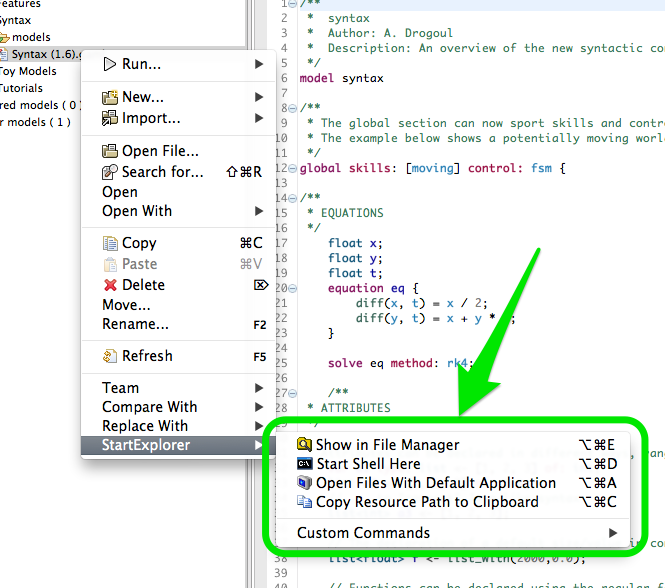 eatures
Syntax
models
Syntax (1.6).g
Toy Models
Tutorials
red models ( 0 )
r models ( 1 )
Run...
New...
Import...
Open File...
Search for... ⇧⌘R
Open
Open With
Copy ⌘C
Paste ⌘V
Delete ⌦
Move...
Rename... F2
Refresh F5
Team
Compare With
Replace With
StartExplorer
1 /**
2 * syntax
3 * Author: A. Drogoul
4 * Description: An overview of the new syntactic co
5 */
6 model syntax
7
8 /**
9 * The global section can now sport skills and contr
10 * The example below shows a potentially moving worl
11 */
12 global skills: [moving] control: fsm {
13
14 /**
15 * EQUATIONS
16 */
17 float x;
18 float y;
19 float t;
20 equation eq {
21 diff(x, t) = x / 2;
22 diff(y, t) = x + y * ;
23 }
24
25 solve eq method: rk4;
26
27 /**
28 * ATTRIBUTES
Show in File Manager ⌥⌘E
Start Shell Here ⌥⌘D
Open Files With Default Application ⌥⌘A
Copy Resource Path to Clipboard ⌥⌘C
Custom Commands
38 list<float> r <- list_with(2000,0.0);
39
40 // Functions can be declared using the regular f